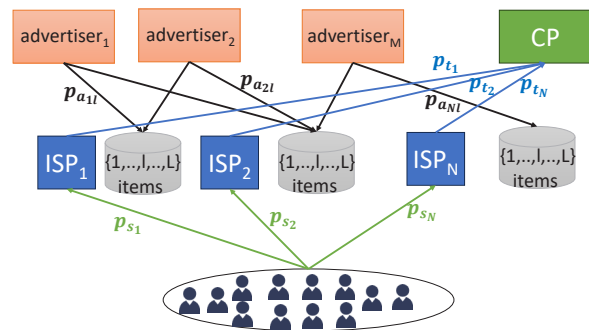 advertiser₁
advertiser₂
advertiserM
CP
pt₁
pt₂
ptN
pa₁l
pa₂l
paNl
ISP₁
{1,..,l,..,L}
items
ISP₂
{1,..,l,..,L}
items
ISPN
{1,..,l,..,L}
items
ps₁
ps₂
psN